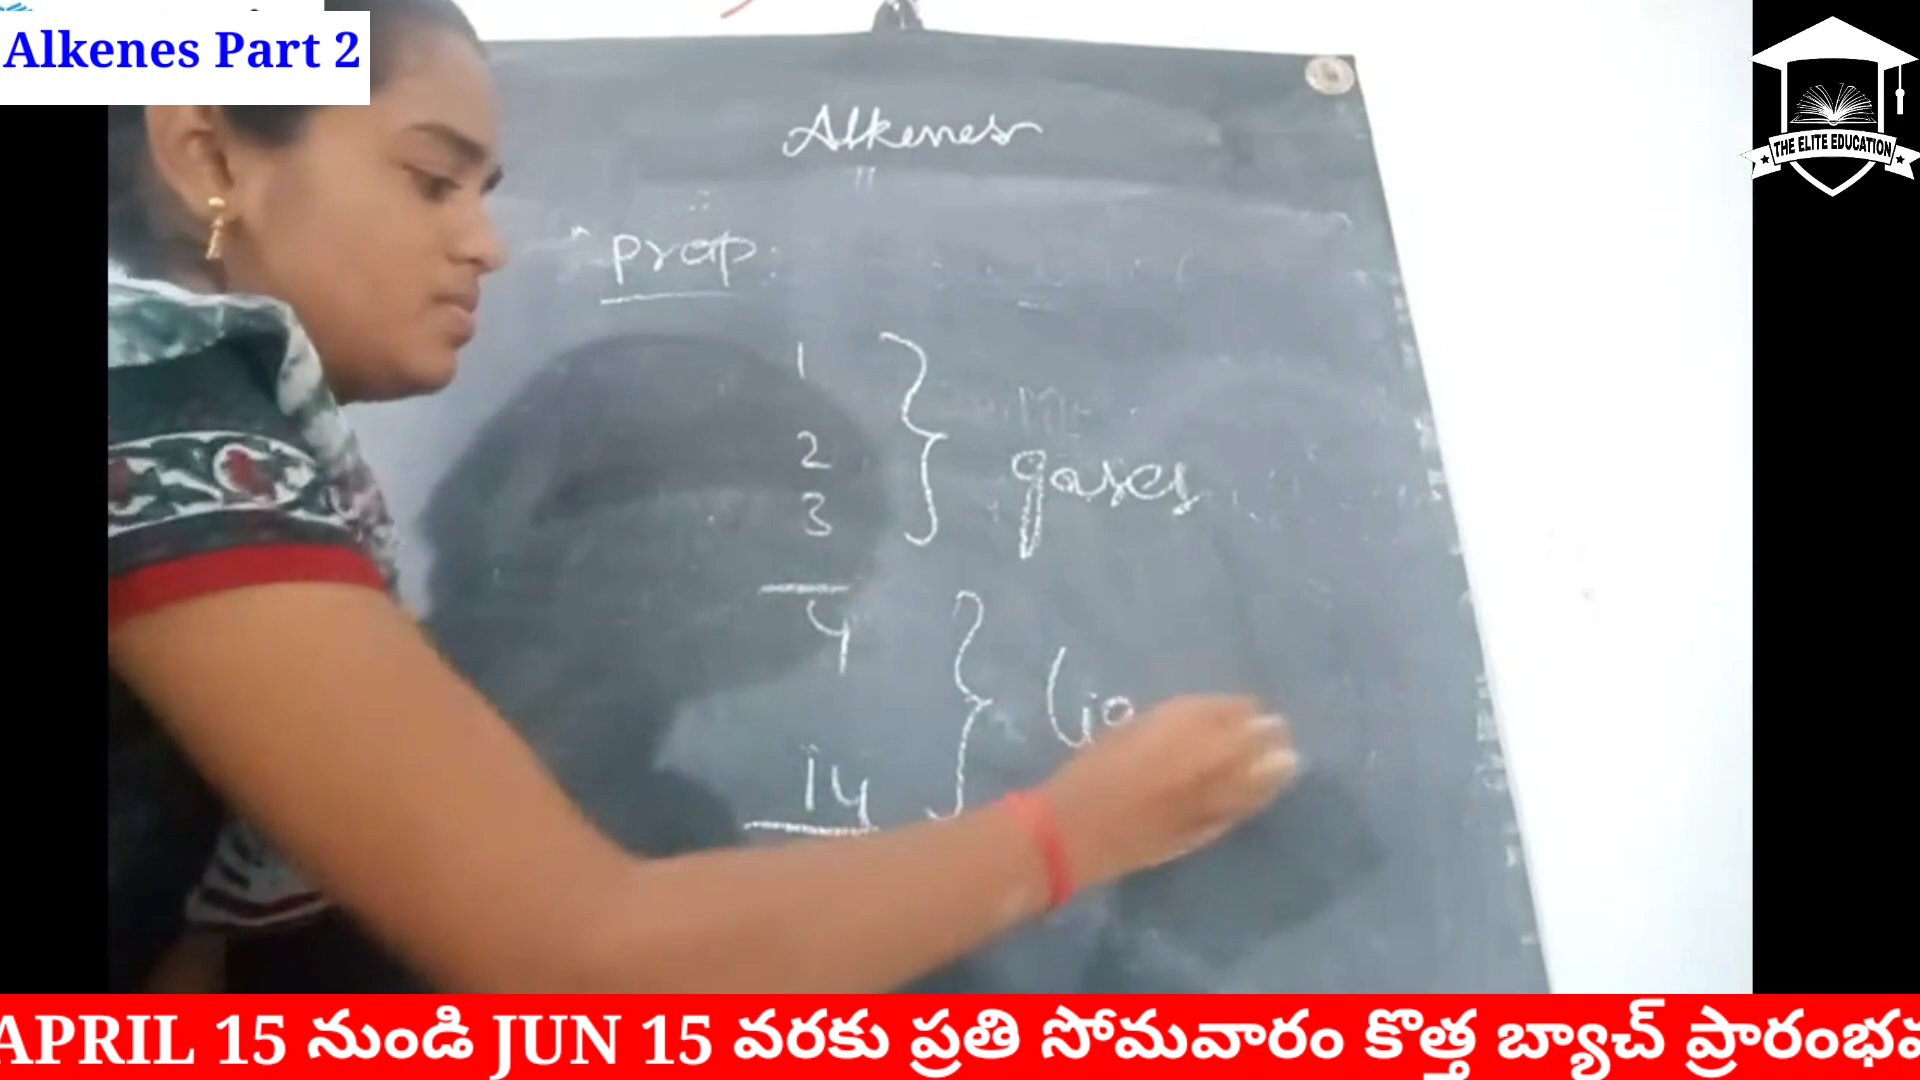 Alkenes Part 2
THE ELITE EDUCATION
Alkenes
"
prop:
1
2
3
gases
4
14
APRIL 15 నుండి JUN 15 వరకు ప్రతి సోమవారం కొత్త బ్యాచ్